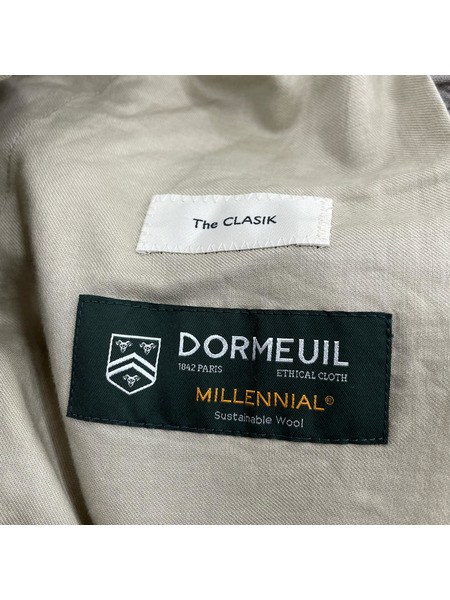 The CLASIK
DORMEUIL
1842 PARIS ETHICAL CLOTH
MILLENNIAL®
Sustainable Wool